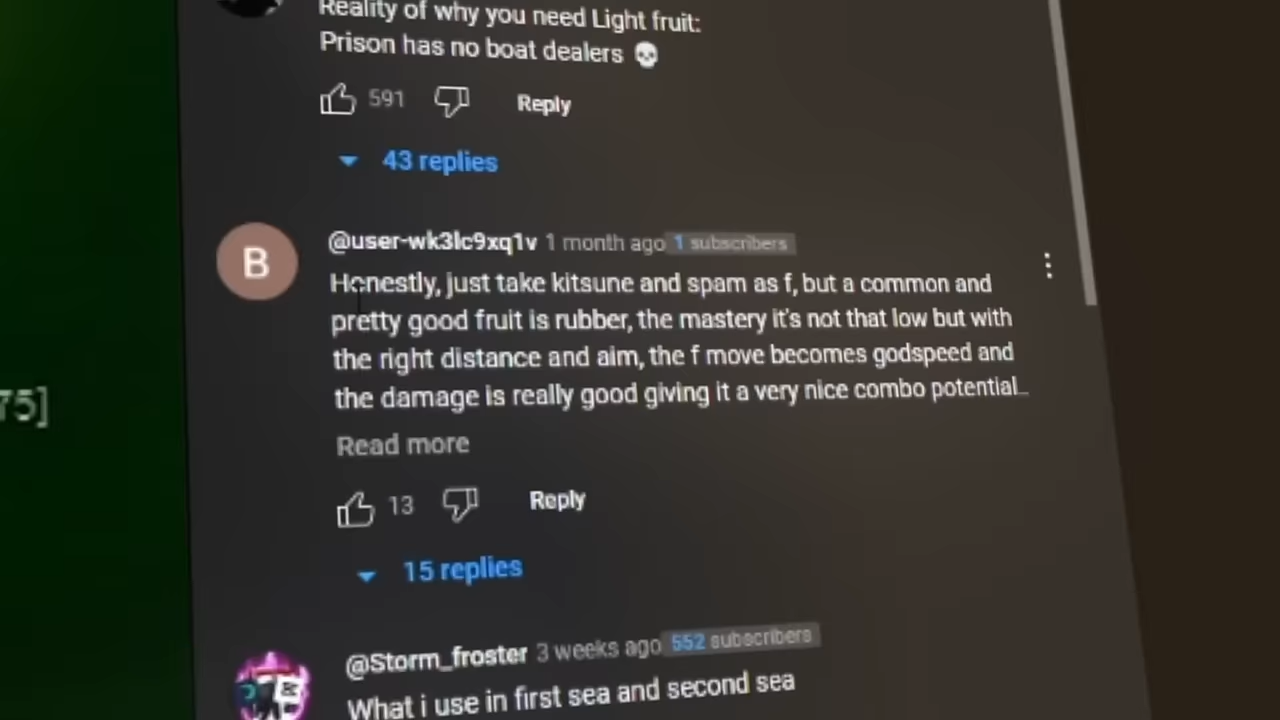 Reality of why you need Light fruit:
Prison has no boat dealers 💀
591 Reply
43 replies
B
@user-wk3lc9xq1v 1 month ago 1 subscribers
Honestly, just take kitsune and spam as f, but a common and
pretty good fruit is rubber, the mastery it's not that low but with
the right distance and aim, the f move becomes godspeed and
the damage is really good giving it a very nice combo potential...
75]
Read more
13 Reply
15 replies
@Storm_froster 3 weeks ago 552 subscribers
What i use in first sea and second sea